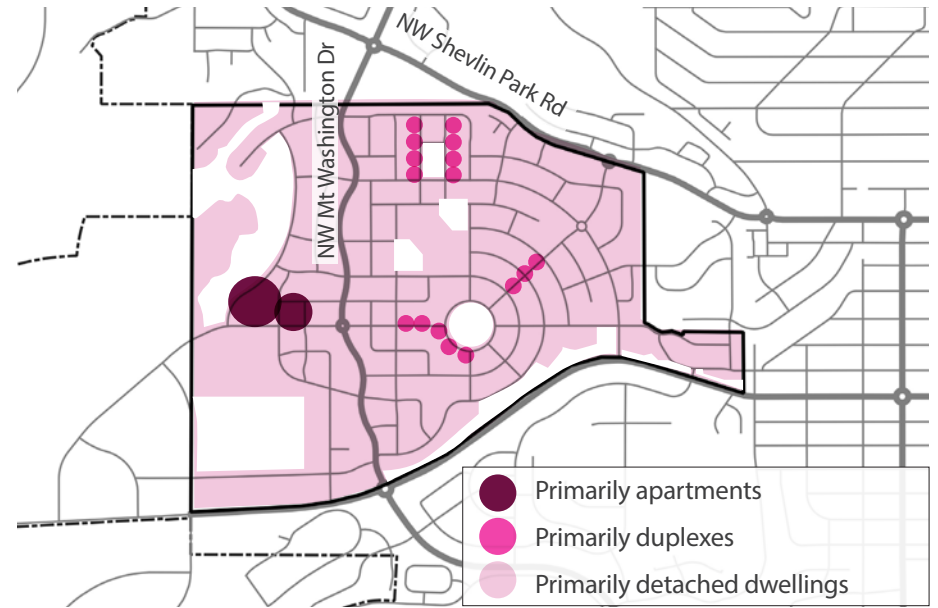 NW Shevlin Park Rd
NW Mt Washington Dr
Primarily apartments
Primarily duplexes
Primarily detached dwellings